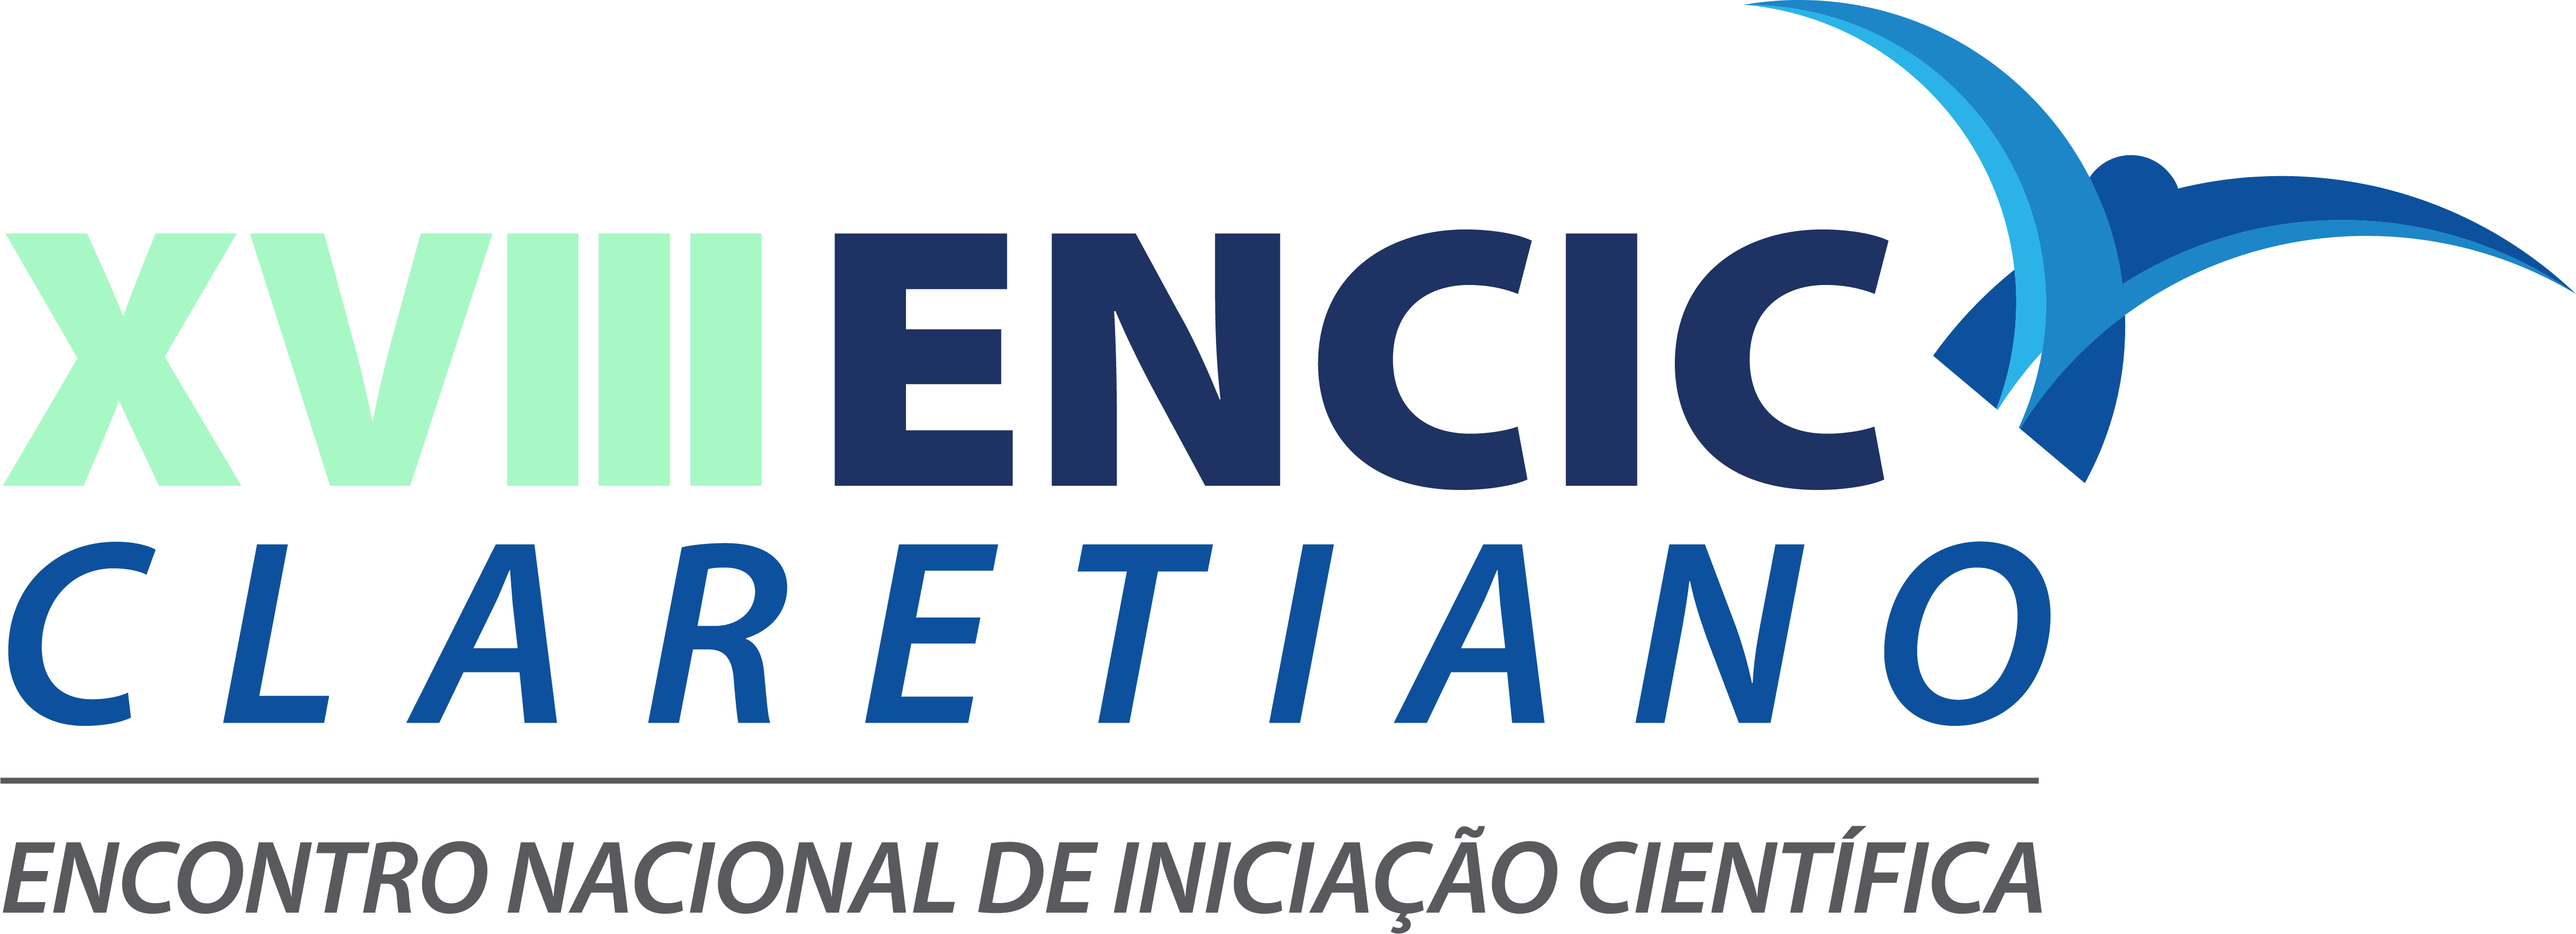 XVIII ENCIC
CLARETIANO
ENCONTRO NACIONAL DE INICIAÇÃO CIENTÍFICA